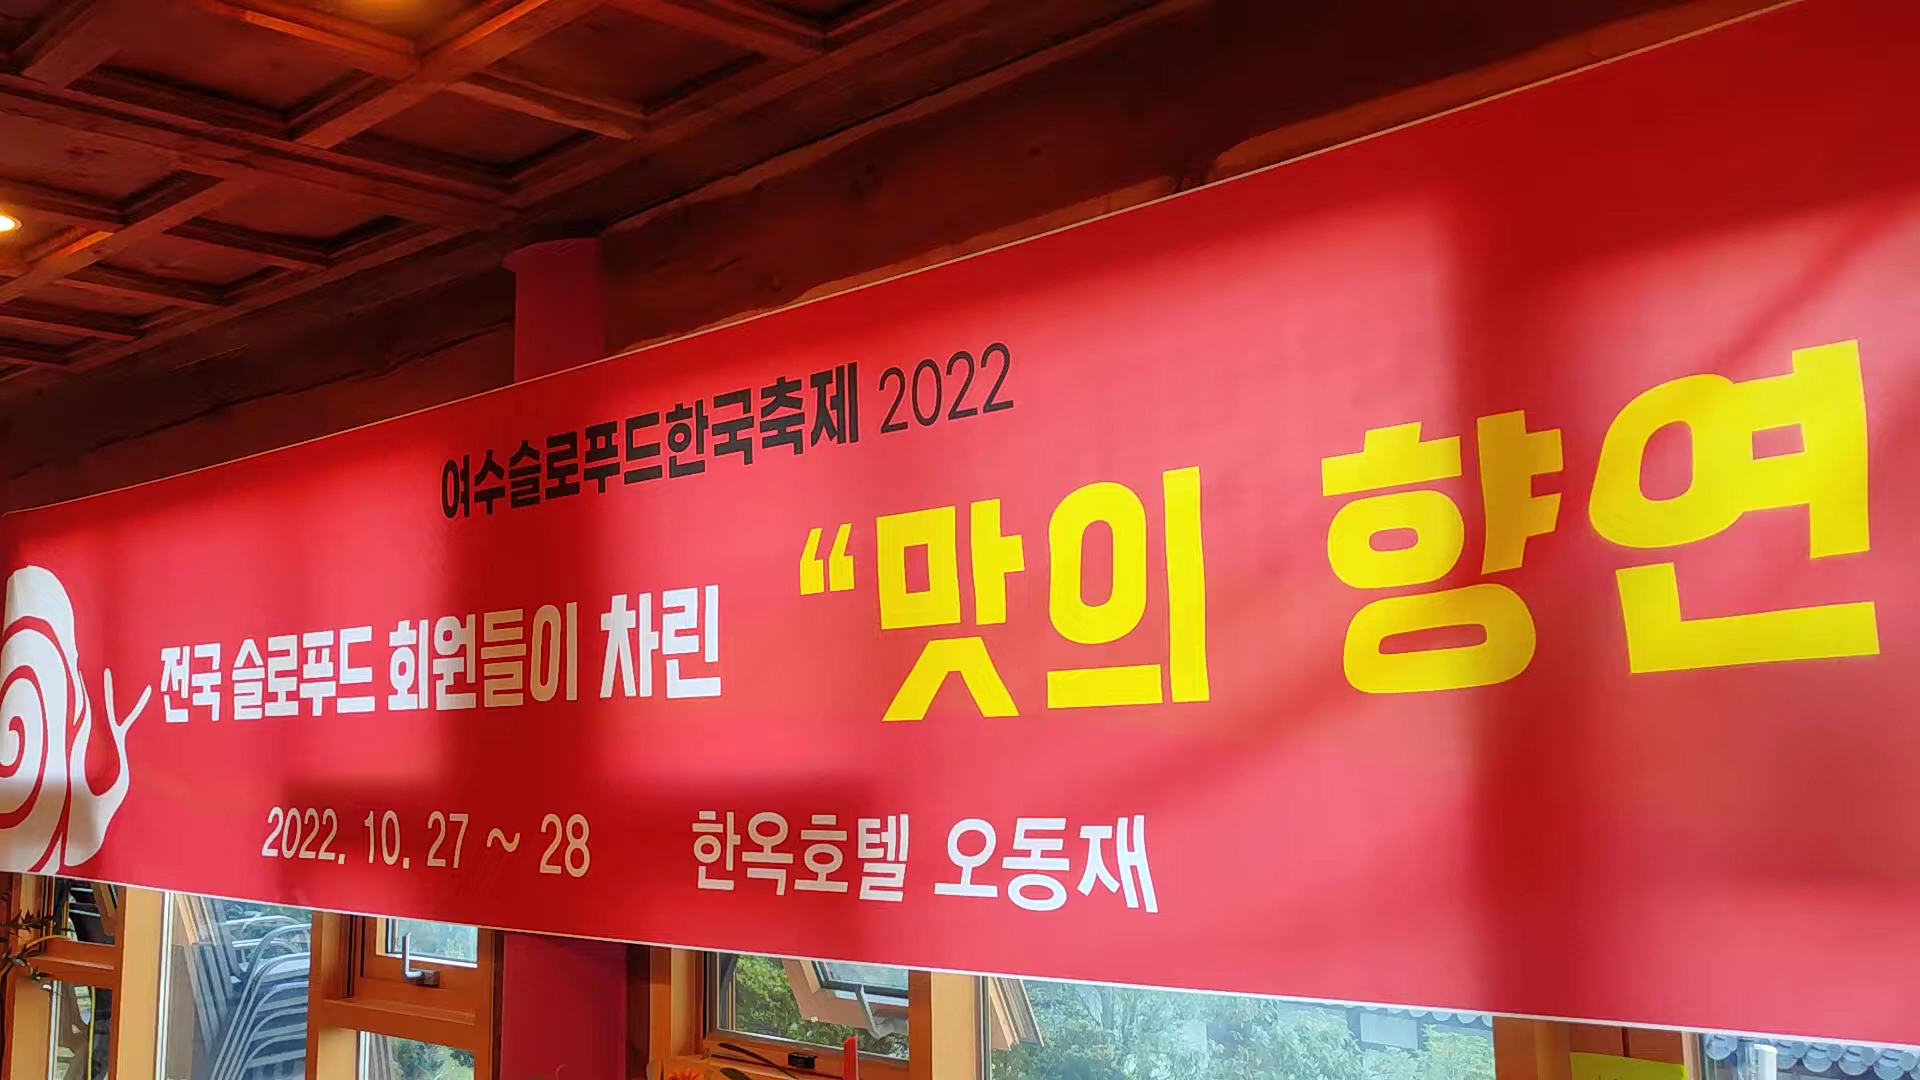 여수슬로푸드한국축제 2022
전국 슬로푸드 회원들이 차린 “맛의 향연
2022. 10. 27 ~ 28 한옥호텔 오동재